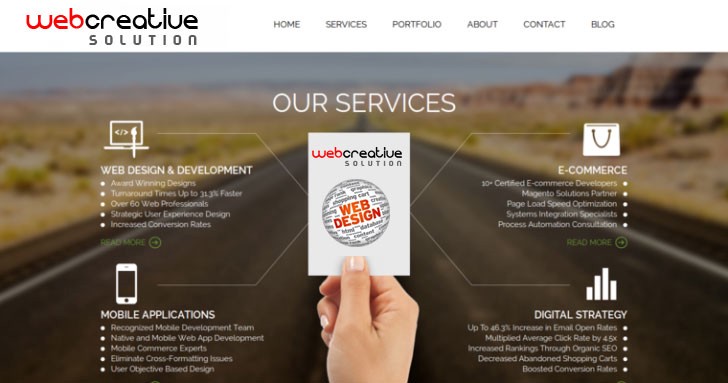 webcreative
SOLUTION
HOME SERVICES PORTFOLIO ABOUT CONTACT BLOG
OUR SERVICES
WEB DESIGN & DEVELOPMENT
Award Winning Designs
Turnaround Times Up to 31.3% Faster
Over 60 Web Professionals
Strategic User Experience Design
Increased Conversion Rates
READ MORE
webcreative
SOLUTION
shopping cart
WEB
DESIGN
html database
content
E-COMMERCE
10+ Certified E-commerce Developers
Magento Solutions Partner
Page Load Speed Optimization
Systems Integration Specialists
Process Automation Consultation
READ MORE
MOBILE APPLICATIONS
Recognized Mobile Development Team
Native and Mobile Web App Development
Mobile Commerce Experts
Eliminate Cross-Formatting Issues
User Objective Based Design
DIGITAL STRATEGY
Up To 46.3% Increase in Email Open Rates
Multiplied Average Click Rate by 4.5x
Increased Rankings Through Organic SEO
Decreased Abandoned Shopping Carts
Boosted Conversion Rates